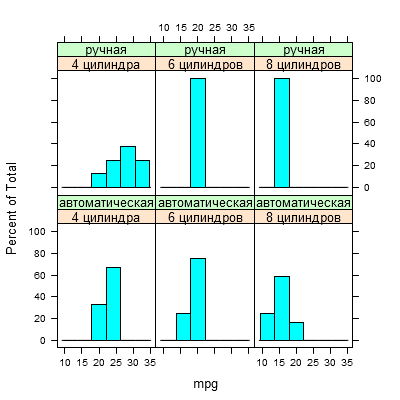 10 15 20 25 30 35
ручная ручная ручная
4 цилиндра 6 цилиндров 8 цилиндров
100
80
60
40
20
0
Percent of Total
автоматическая автоматическая автоматическая
4 цилиндра 6 цилиндров 8 цилиндров
100
80
60
40
20
0
10 15 20 25 30 35 10 15 20 25 30 35
mpg